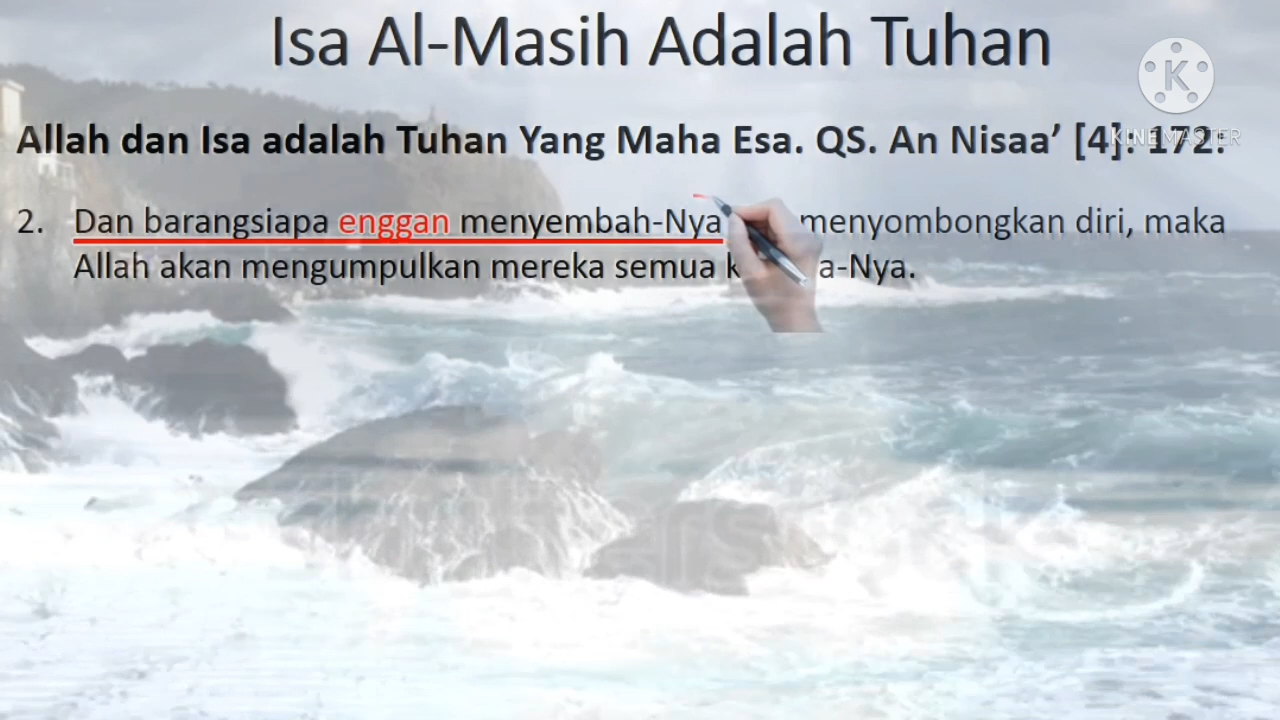 Isa Al-Masih Adalah Tuhan
K
KINEMASTER
Allah dan Isa adalah Tuhan Yang Maha Esa. QS. An Nisaa’ [4]: 172.
2. Dan barangsiapa enggan menyembah-Nya menyombongkan diri, maka
Allah akan mengumpulkan mereka semua a-Nya.